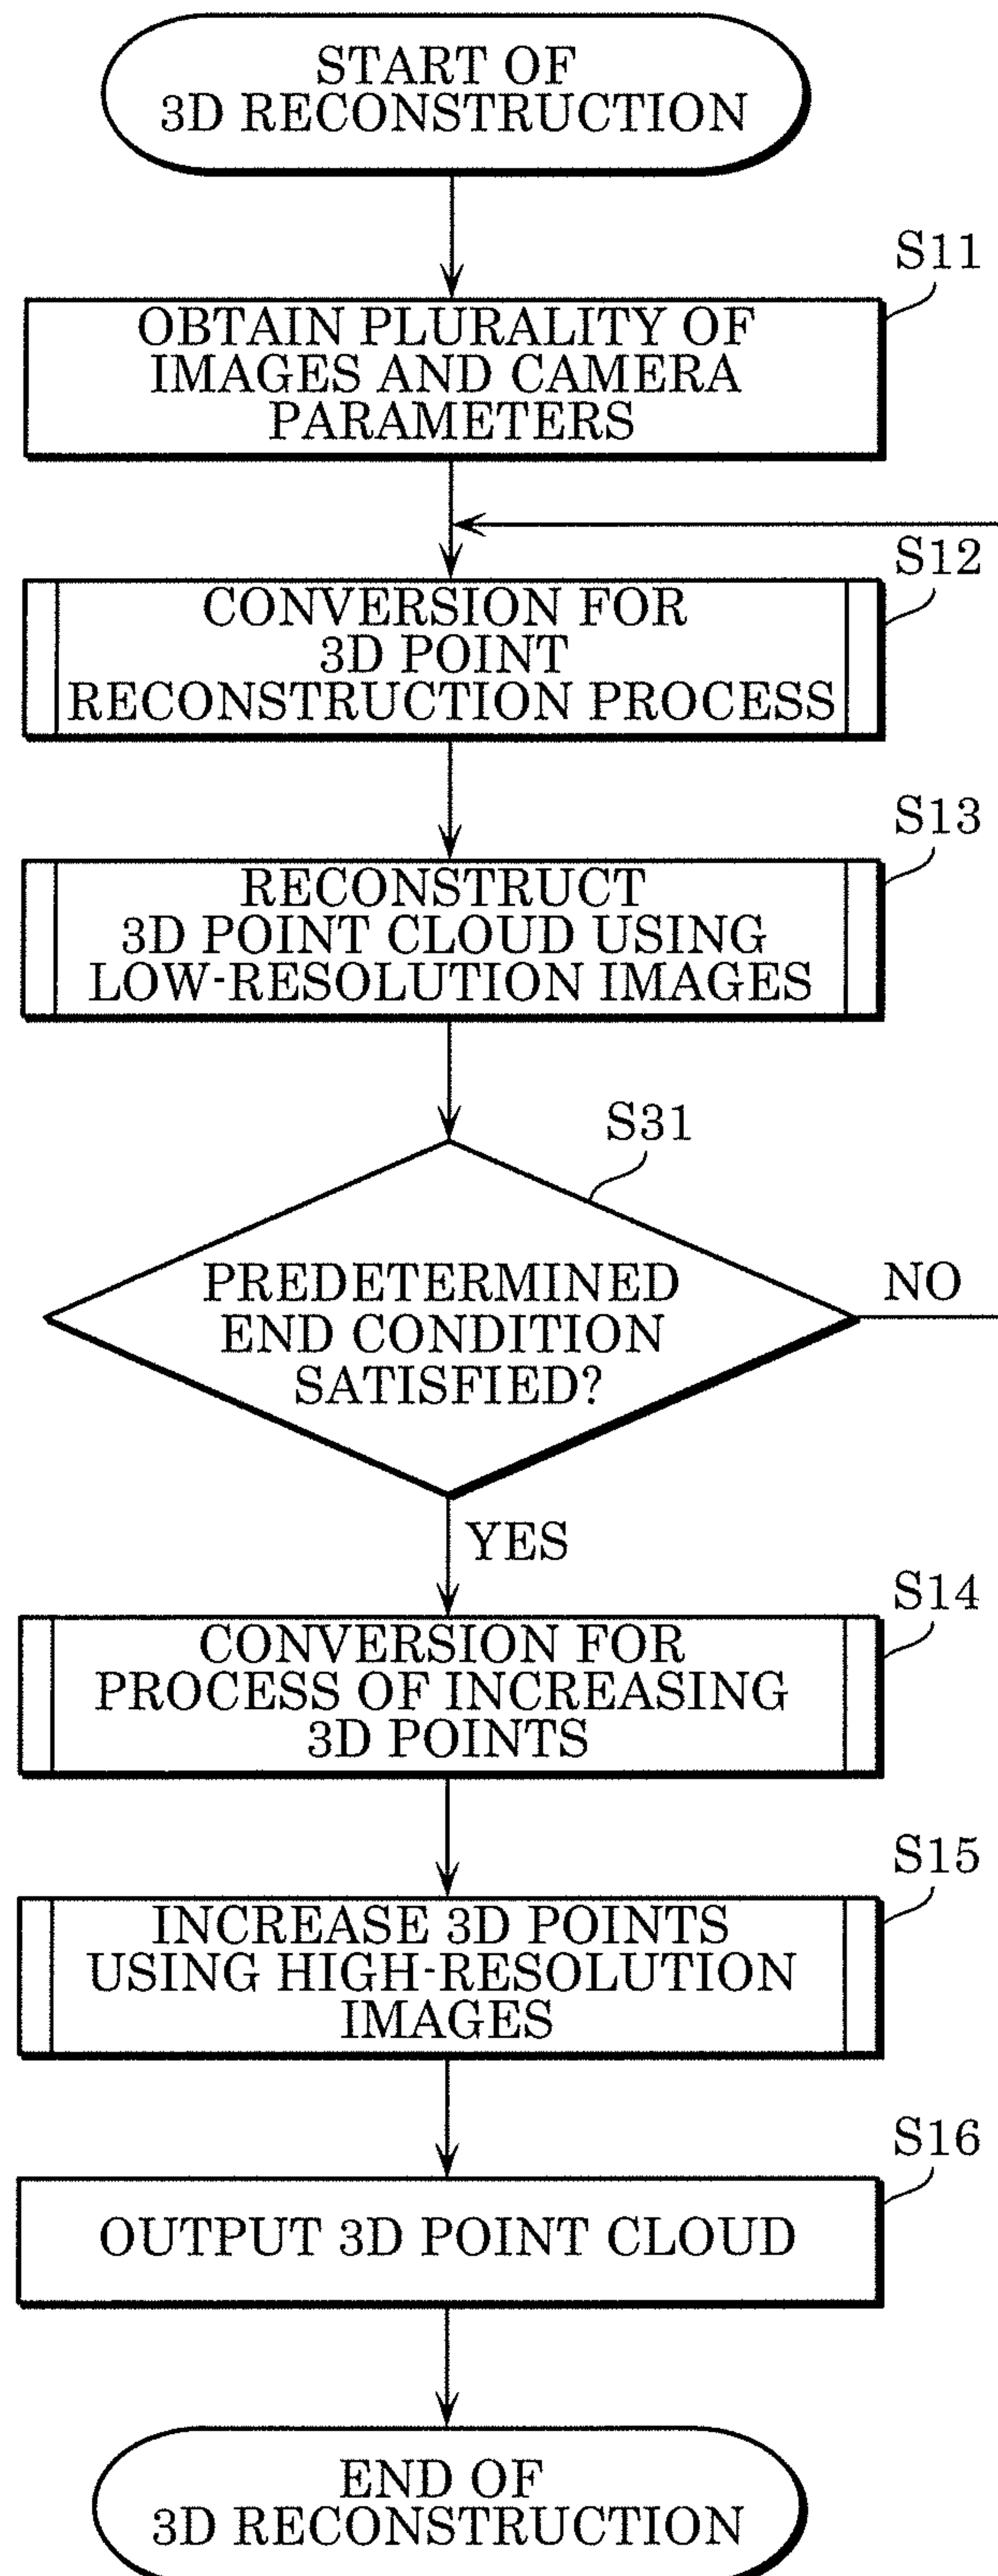 START OF
3D RECONSTRUCTION
S11
OBTAIN PLURALITY OF
IMAGES AND CAMERA
PARAMETERS
S12
CONVERSION FOR
3D POINT
RECONSTRUCTION PROCESS
S13
RECONSTRUCT
3D POINT CLOUD USING
LOW-RESOLUTION IMAGES
S31
PREDETERMINED
END CONDITION
SATISFIED?
NO
YES
S14
CONVERSION FOR
PROCESS OF INCREASING
3D POINTS
S15
INCREASE 3D POINTS
USING HIGH-RESOLUTION
IMAGES
S16
OUTPUT 3D POINT CLOUD
END OF
3D RECONSTRUCTION